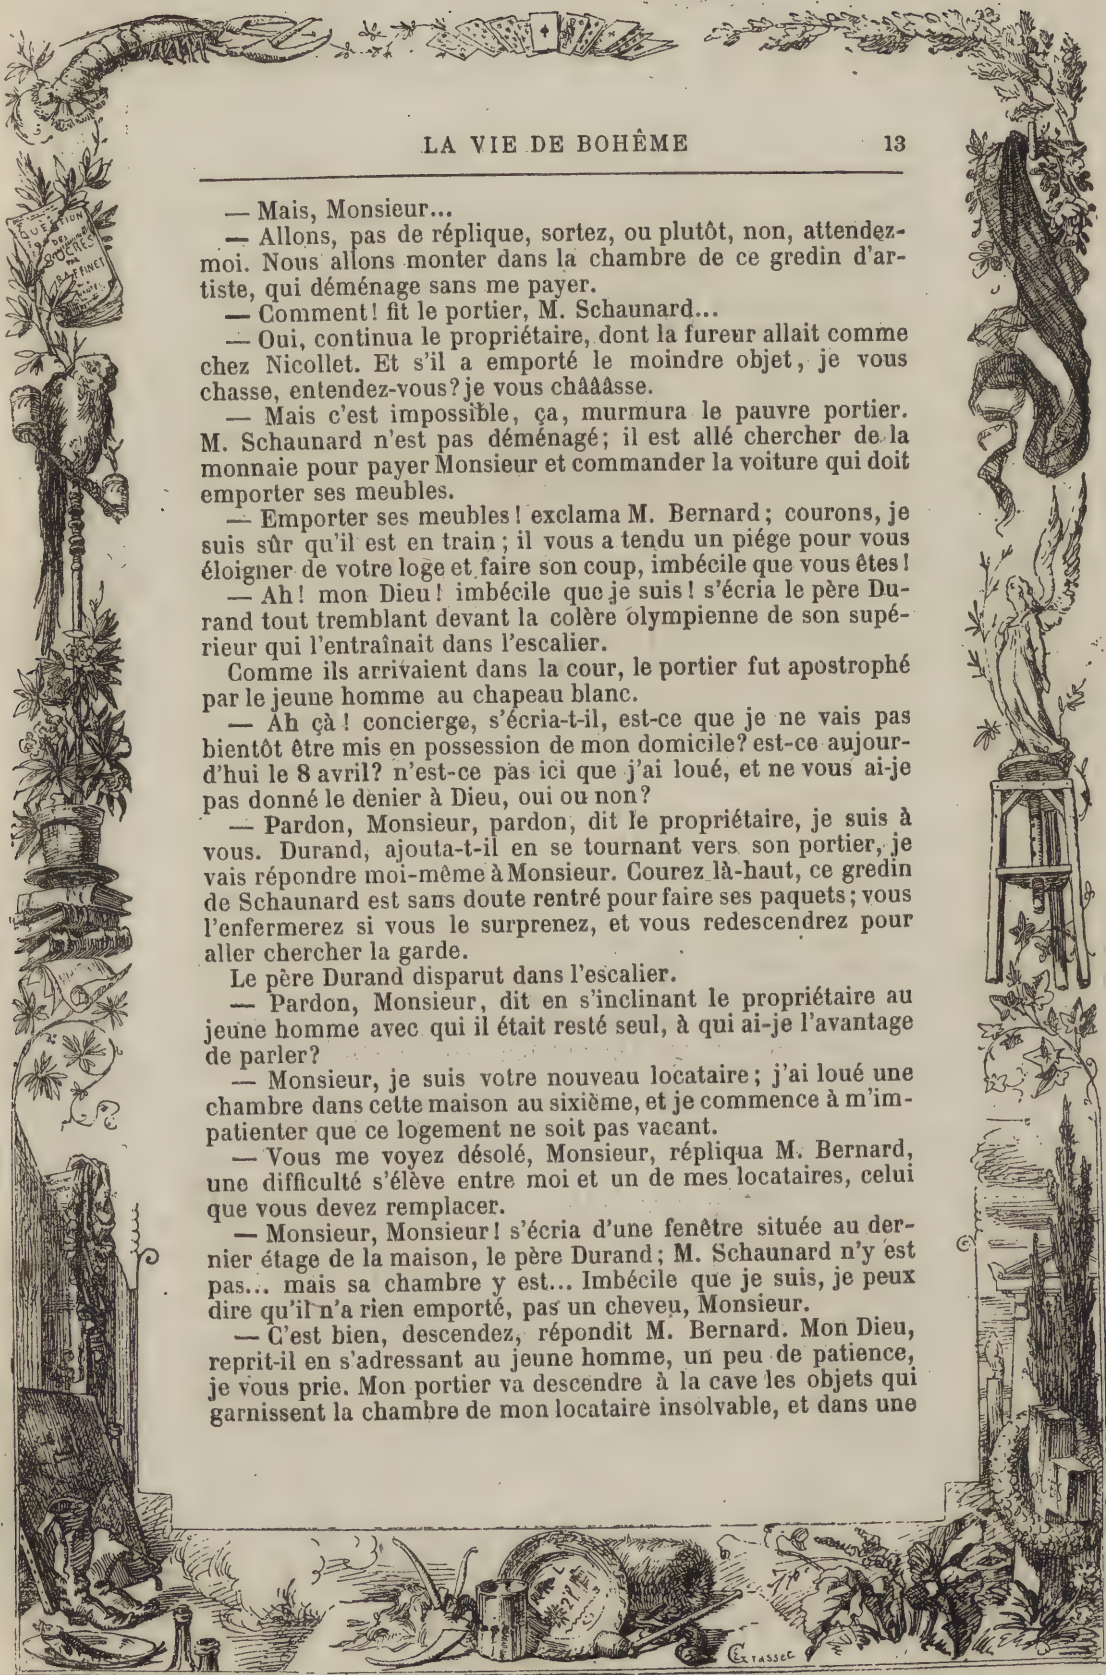 LA VIE DE BOHÊME 13
— Mais, Monsieur...
— Allons, pas de réplique, sortez, ou plutôt, non, attendez-
moi. Nous allons monter dans la chambre de ce gredin d'ar-
tiste, qui déménage sans me payer.
— Comment! fit le portier, M. Schaunard...
— Oui, continua le propriétaire, dont la fureur allait comme
chez Nicollet. Et s'il a emporté le moindre objet, je vous
chasse, entendez-vous? je vous châââsse.
— Mais c'est impossible, ça, murmura le pauvre portier.
M. Schaunard n'est pas déménagé; il est allé chercher de la
monnaie pour payer Monsieur et commander la voiture qui doit
emporter ses meubles.
— Emporter ses meubles! exclama M. Bernard; courons, je
suis sûr qu'il est en train; il vous a tendu un piége pour vous
éloigner de votre loge et faire son coup, imbécile que vous êtes!
— Ah! mon Dieu! imbécile que je suis! s'écria le père Du-
rand tout tremblant devant la colère olympienne de son supé-
rieur qui l'entraînait dans l'escalier.
Comme ils arrivaient dans la cour, le portier fut apostrophé
par le jeune homme au chapeau blanc.
— Ah çà! concierge, s'écria-t-il, est-ce que je ne vais pas
bientôt être mis en possession de mon domicile? est-ce aujour-
d'hui le 8 avril? n'est-ce pas ici que j'ai loué, et ne vous ai-je
pas donné le denier à Dieu, oui ou non?
— Pardon, Monsieur, pardon, dit le propriétaire, je suis à
vous. Durand, ajouta-t-il en se tournant vers son portier, je
vais répondre moi-même à Monsieur. Courez là-haut, ce gredin
de Schaunard est sans doute rentré pour faire ses paquets; vous
l'enfermerez si vous le surprenez, et vous redescendrez pour
aller chercher la garde.
Le père Durand disparut dans l'escalier.
— Pardon, Monsieur, dit en s'inclinant le propriétaire au
jeune homme avec qui il était resté seul, à qui ai-je l'avantage
de parler?
— Monsieur, je suis votre nouveau locataire; j'ai loué une
chambre dans cette maison au sixième, et je commence à m'im-
patienter que ce logement ne soit pas vacant.
— Vous me voyez désolé, Monsieur, répliqua M. Bernard,
une difficulté s'élève entre moi et un de mes locataires, celui
que vous devez remplacer.
— Monsieur, Monsieur! s'écria d'une fenêtre située au der-
nier étage de la maison, le père Durand; M. Schaunard n'y est
pas... mais sa chambre y est... Imbécile que je suis, je peux
dire qu'il n'a rien emporté, pas un cheveu, Monsieur.
— C'est bien, descendez, répondit M. Bernard. Mon Dieu,
reprit-il en s'adressant au jeune homme, un peu de patience,
je vous prie. Mon portier va descendre à la cave les objets qui
garnissent la chambre de mon locataire insolvable, et dans une
QUESTION
PAR